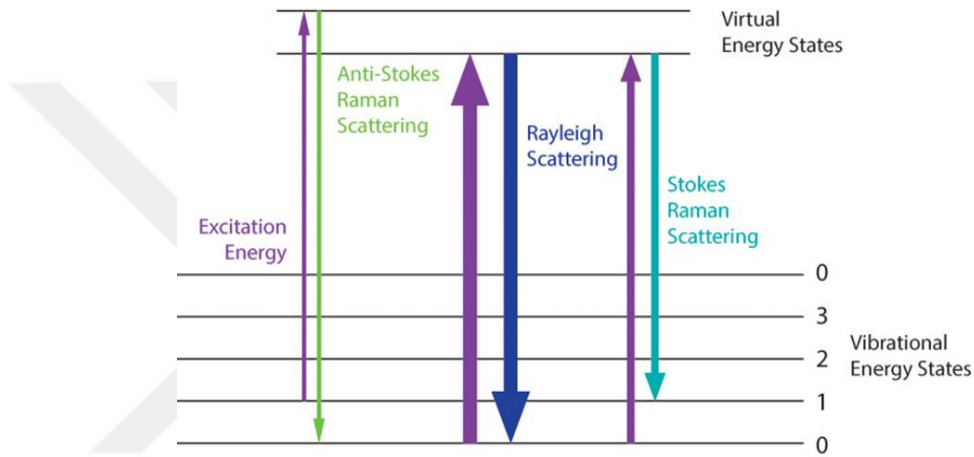 Virtual
Energy States
Anti-Stokes
Raman
Scattering
Rayleigh
Scattering
Stokes
Raman
Scattering
Excitation
Energy
0
3
2
1
0
Vibrational
Energy States